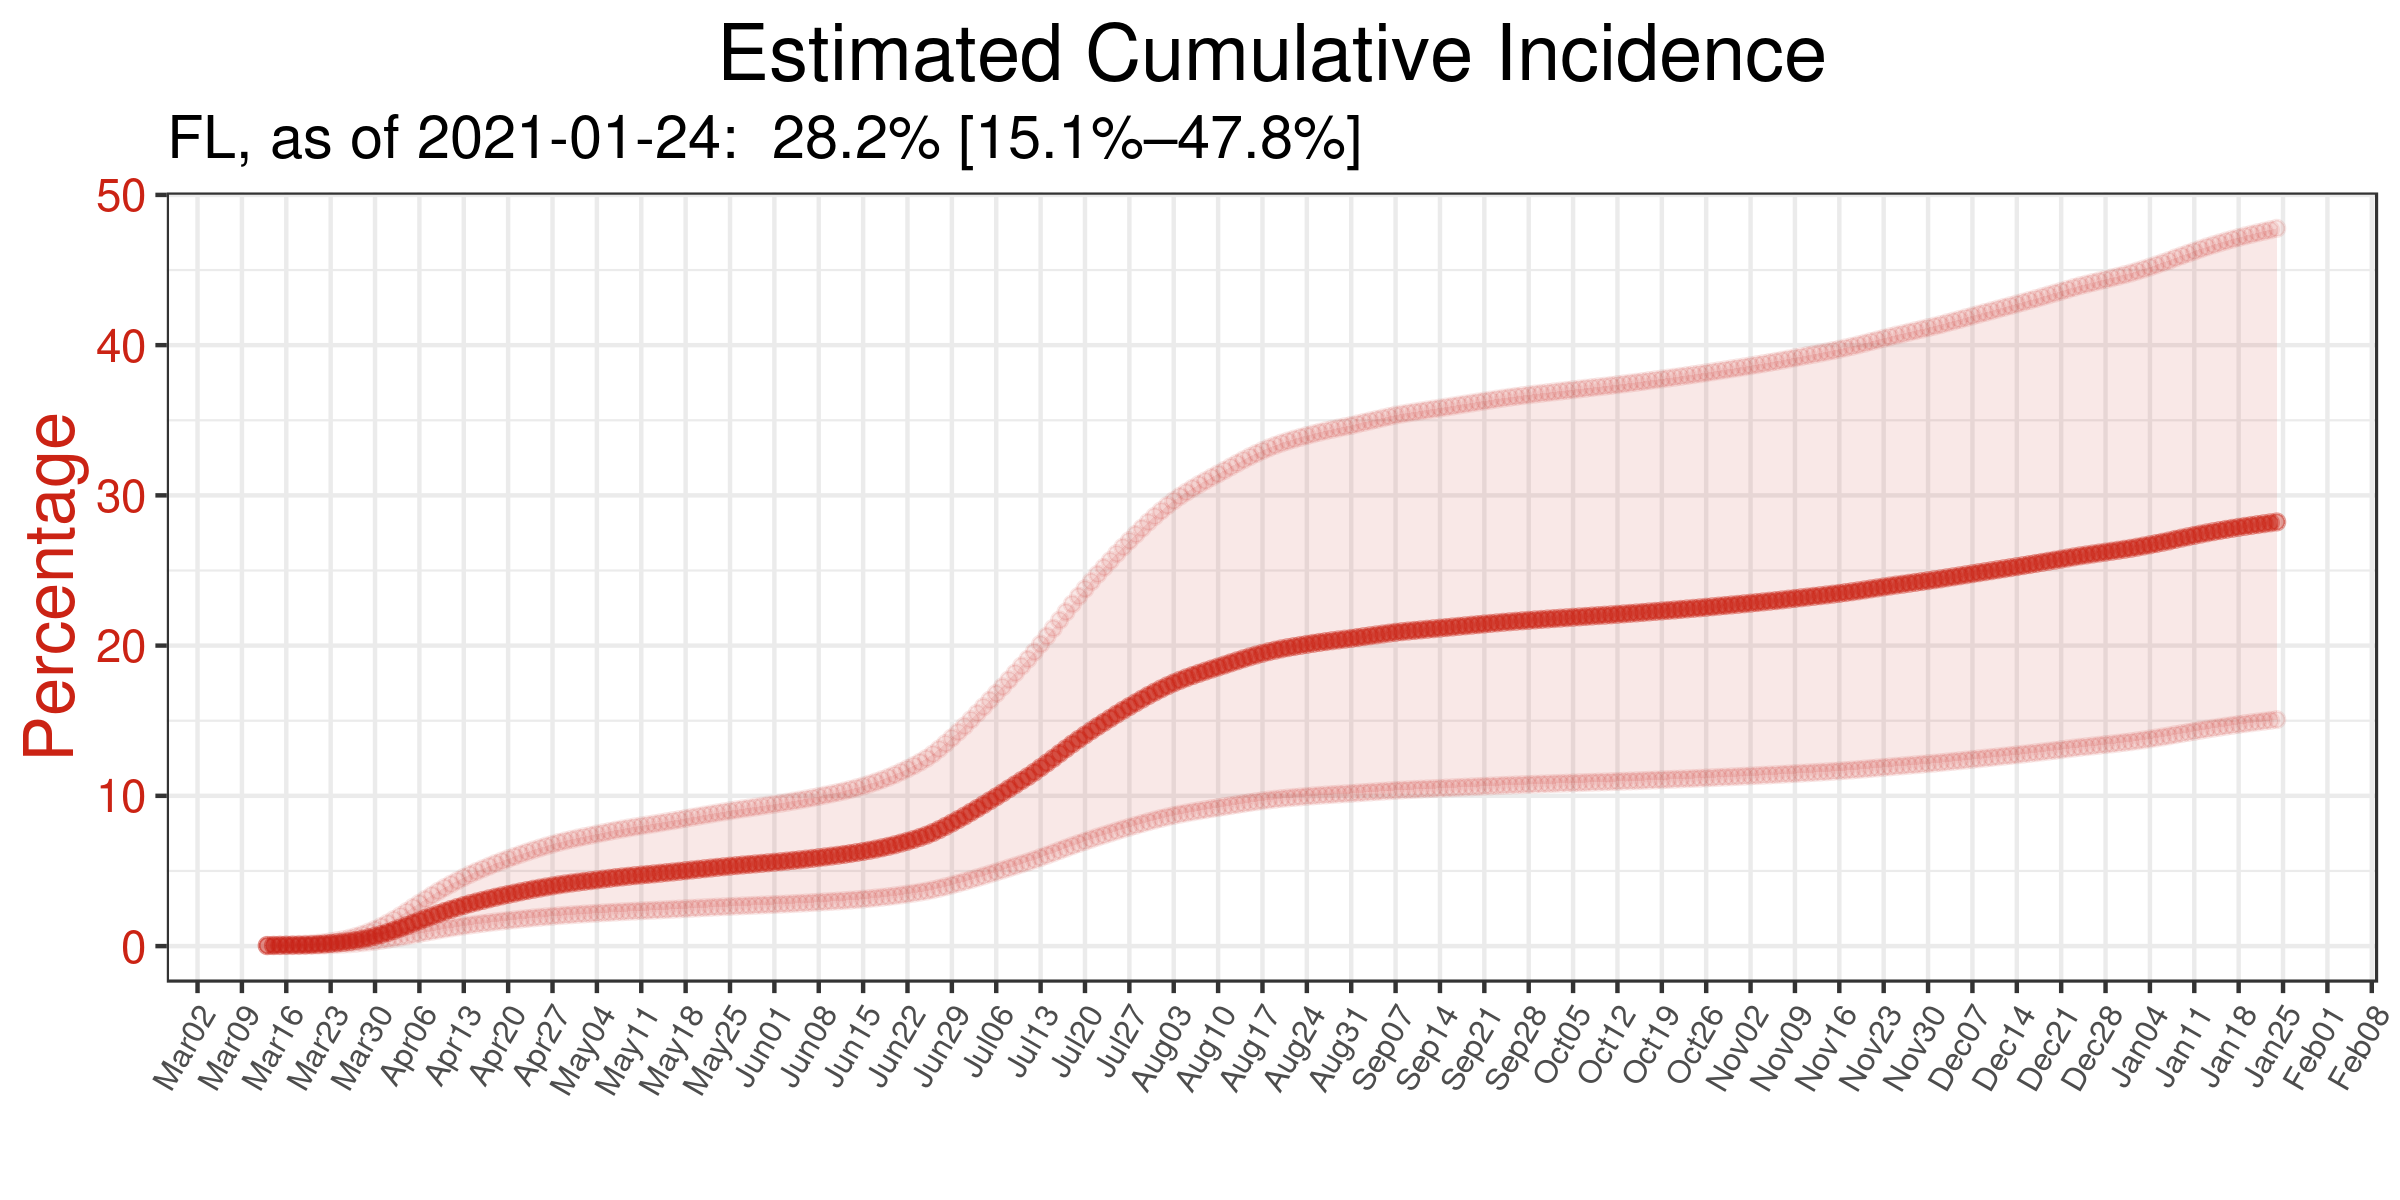 Estimated Cumulative Incidence
FL, as of 2021-01-24:  28.2% [15.1%–47.8%]
Percentage
50
40
30
20
10
0
Mar02
Mar09
Mar16
Mar23
Mar30
Apr06
Apr13
Apr20
Apr27
May04
May11
May18
May25
Jun01
Jun08
Jun15
Jun22
Jun29
Jul06
Jul13
Jul20
Jul27
Aug03
Aug10
Aug17
Aug24
Aug31
Sep07
Sep14
Sep21
Sep28
Oct05
Oct12
Oct19
Oct26
Nov02
Nov09
Nov16
Nov23
Nov30
Dec07
Dec14
Dec21
Dec28
Jan04
Jan11
Jan18
Jan25
Feb01
Feb08